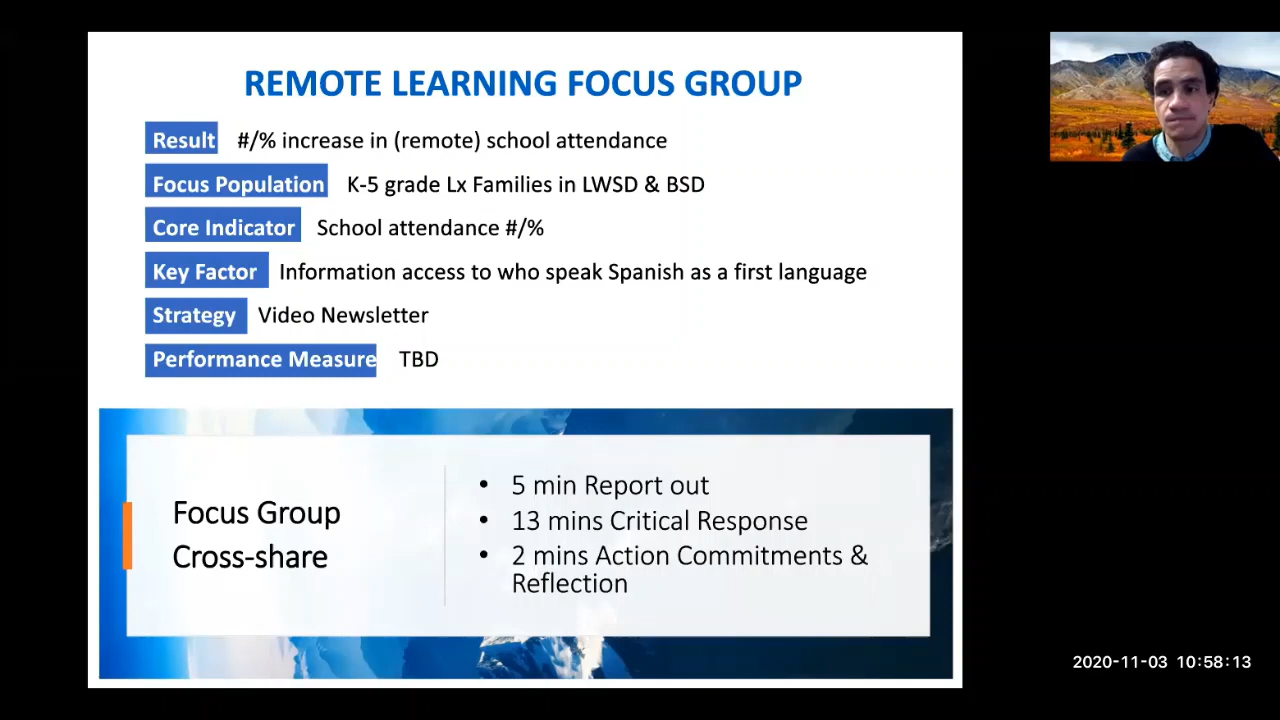 REMOTE LEARNING FOCUS GROUP
Result #/% increase in (remote) school attendance
Focus Population K-5 grade Lx Families in LWSD & BSD
Core Indicator School attendance #/%
Key Factor Information access to who speak Spanish as a first language
Strategy Video Newsletter
Performance Measure TBD
Focus Group
Cross-share
• 5 min Report out
• 13 mins Critical Response
• 2 mins Action Commitments &
Reflection
2020-11-03 10:58:13